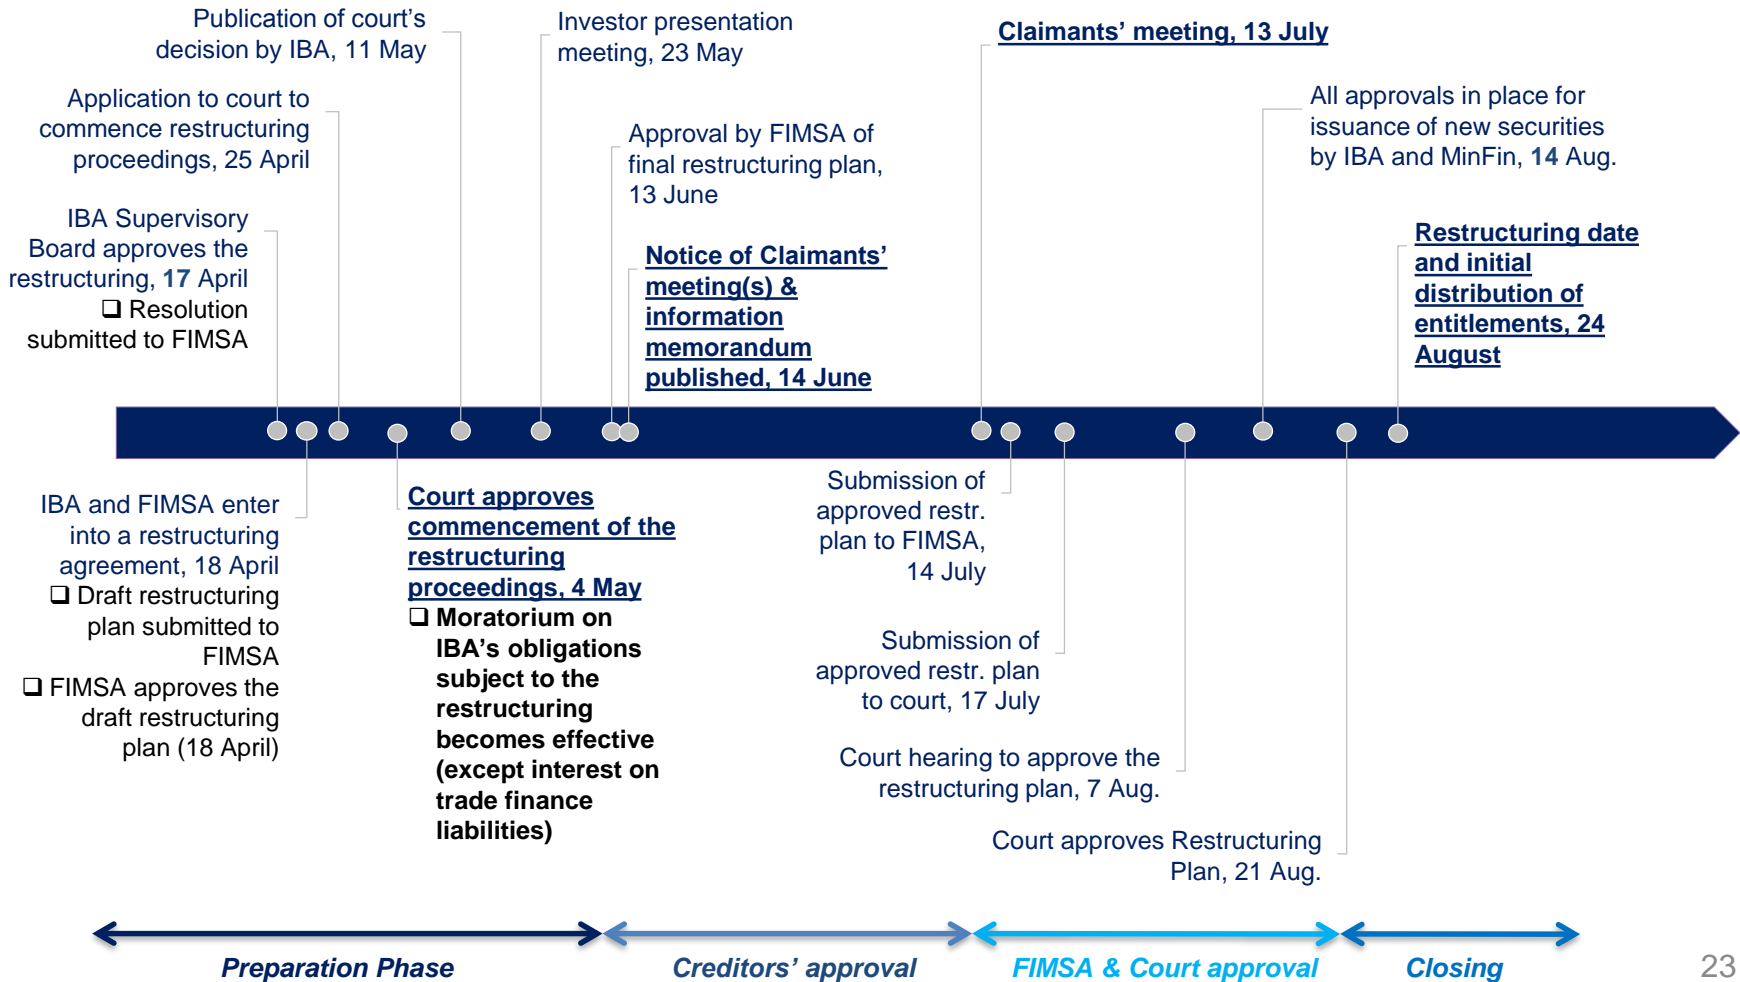 Publication of court’s
decision by IBA, 11 May
Investor presentation
meeting, 23 May
Claimants’ meeting, 13 July
Application to court to
commence restructuring
proceedings, 25 April
Approval by FIMSA of
final restructuring plan,
13 June
All approvals in place for
issuance of new securities
by IBA and MinFin, 14 Aug.
IBA Supervisory
Board approves the
restructuring, 17 April
❑ Resolution
submitted to FIMSA
Notice of Claimants’
meeting(s) &
information
memorandum
published, 14 June
Restructuring date
and initial
distribution of
entitlements, 24
August
IBA and FIMSA enter
into a restructuring
agreement, 18 April
❑ Draft restructuring
plan submitted to
FIMSA
❑ FIMSA approves the
draft restructuring
plan (18 April)
Court approves
commencement of the
restructuring
proceedings, 4 May
❑ Moratorium on
IBA’s obligations
subject to the
restructuring
becomes effective
(except interest on
trade finance
liabilities)
Submission of
approved restr.
plan to FIMSA,
14 July
Submission of
approved restr. plan
to court, 17 July
Court hearing to approve the
restructuring plan, 7 Aug.
Court approves Restructuring
Plan, 21 Aug.
Preparation Phase
Creditors’ approval
FIMSA & Court approval
Closing
23